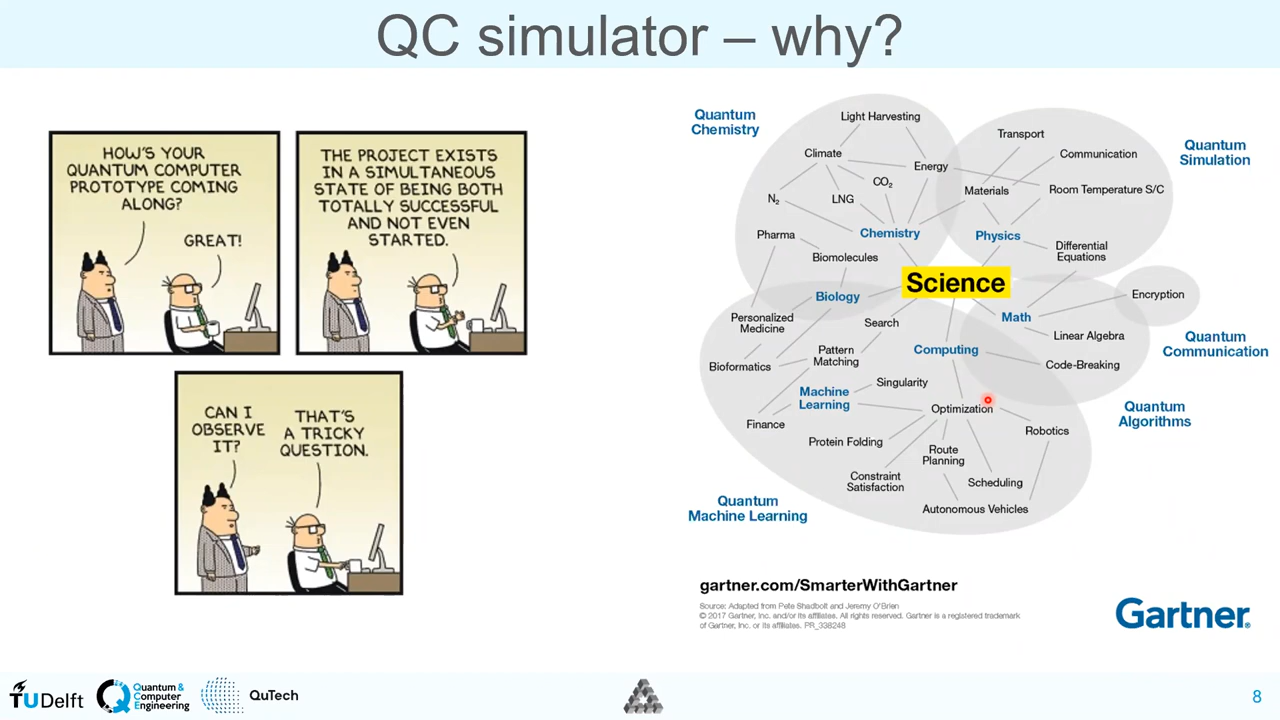 QC simulator – why?
HOW'S YOUR
QUANTUM COMPUTER
PROTOTYPE COMING
ALONG?
GREAT!
THE PROJECT EXISTS
IN A SIMULTANEOUS
STATE OF BEING BOTH
TOTALLY SUCCESSFUL
AND NOT EVEN
STARTED.
CAN I
OBSERVE
IT?
THAT'S
A TRICKY
QUESTION.
Quantum
Chemistry
Light Harvesting
Climate
Energy
CO₂
N₂
LNG
Chemistry
Pharma
Biomolecules
Biology
Transport
Communication
Materials
Room Temperature S/C
Physics
Differential
Equations
Quantum
Simulation
Science
Encryption
Math
Linear Algebra
Code-Breaking
Quantum
Communication
Quantum
Algorithms
Personalized
Medicine
Search
Computing
Pattern
Matching
Bioformatics
Singularity
Machine
Learning
Optimization
Finance
Robotics
Protein Folding
Route
Planning
Constraint
Satisfaction
Scheduling
Autonomous Vehicles
Quantum
Machine Learning
gartner.com/SmarterWithGartner
Source: Adapted from Pete Shadbolt and Jeremy O'Brien
© 2017 Gartner, Inc. and/or its affiliates. All rights reserved. Gartner is a registered trademark
of Gartner, Inc. or its affiliates. PR_338248
Gartner®
TUDelft
Quantum &
Computer
Engineering
QuTech
8